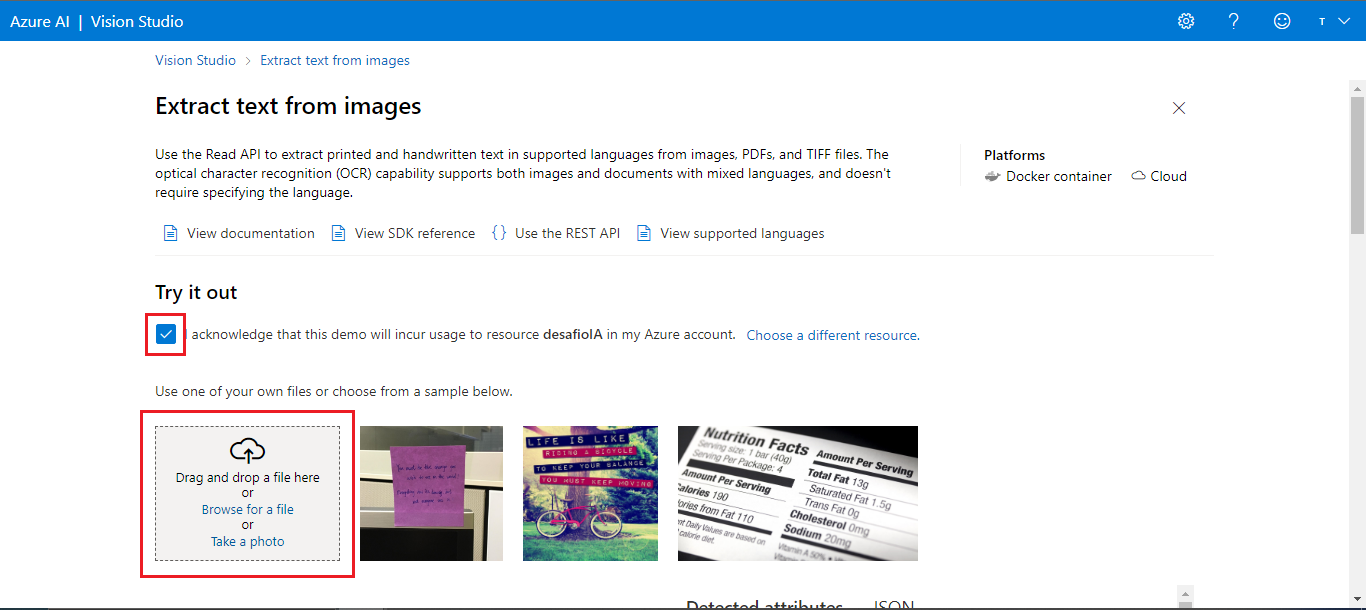 Azure AI | Vision Studio
T
Vision Studio > Extract text from images
Extract text from images
Use the Read API to extract printed and handwritten text in supported languages from images, PDFs, and TIFF files. The
optical character recognition (OCR) capability supports both images and documents with mixed languages, and doesn't
require specifying the language.
Platforms
Docker container Cloud
View documentation View SDK reference {} Use the REST API View supported languages
Try it out
acknowledge that this demo will incur usage to resource desafioIA in my Azure account. Choose a different resource.
Use one of your own files or choose from a sample below.
Drag and drop a file here
or
Browse for a file
or
Take a photo
LIFE IS LIKE
RIDING A BICYCLE
TO KEEP YOUR BALANCE
YOU MUST KEEP MOVING
Nutrition Facts
Serving size: 1 bar (40g)
Serving Per Package: 4
Amount Per Serving
Calories 190
ories from Fat 110
nt Daily Values are based on
calorie diet.
Amount Per Serving
Total Fat 13g
Saturated Fat 1.5g
Trans Fat 0g
Cholesterol 0mg
Sodium 20mg
Vitamin A 50%
Detected attributes JSON